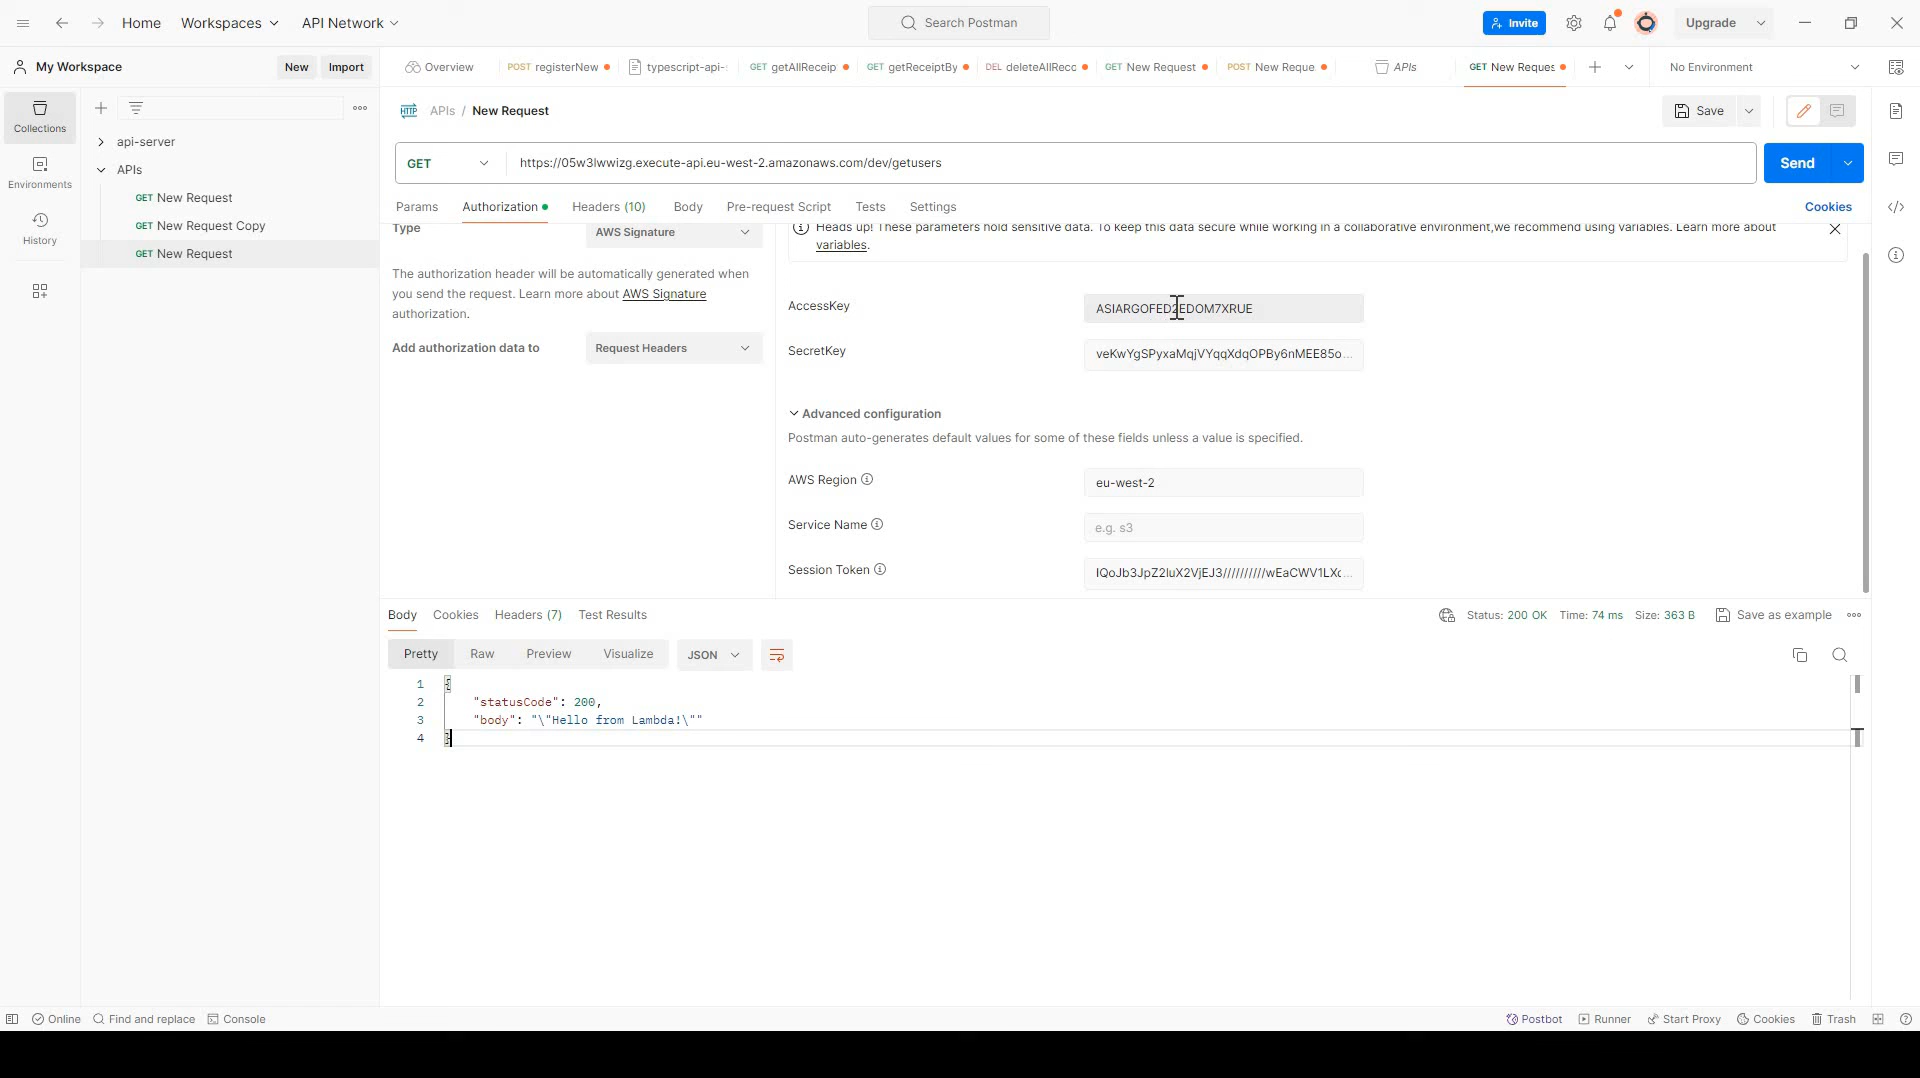 Home Workspaces API Network Search Postman Invite Upgrade
My Workspace New Import Overview POST registerNew typescript-api- GET getAllReceip GET getReceiptBy DEL deleteAllRecc GET New Request POST New Reque APIs GET New Reques No Environment
Collections
Environments
History
api-server
APIs
GET New Request
GET New Request Copy
GET New Request
HTTP APIs / New Request Save
GET https://05w3lwwizg.execute-api.eu-west-2.amazonaws.com/dev/getusers Send
Params Authorization Headers (10) Body Pre-request Script Tests Settings Cookies
Type AWS Signature
The authorization header will be automatically generated when
you send the request. Learn more about AWS Signature
authorization.
Add authorization data to Request Headers
Heads up! These parameters hold sensitive data. To keep this data secure while working in a collaborative environment,we recommend using variables. Learn more about
variables.
AccessKey ASIARGOFED2EDOM7XRUE
SecretKey veKwYgSPyxaMqjVYqqXdqOPBy6nMEE85o...
Advanced configuration
Postman auto-generates default values for some of these fields unless a value is specified.
AWS Region eu-west-2
Service Name e.g. s3
Session Token IQoJb3JpZ2luX2VjEJ3//////////wEaCWV1LXc...
Body Cookies Headers (7) Test Results Status: 200 OK Time: 74 ms Size: 363 B Save as example
Pretty Raw Preview Visualize JSON
1 {
2 "statusCode": 200,
3 "body": "\"Hello from Lambda!\""
4 }
Online Find and replace Console Postbot Runner Start Proxy Cookies Trash